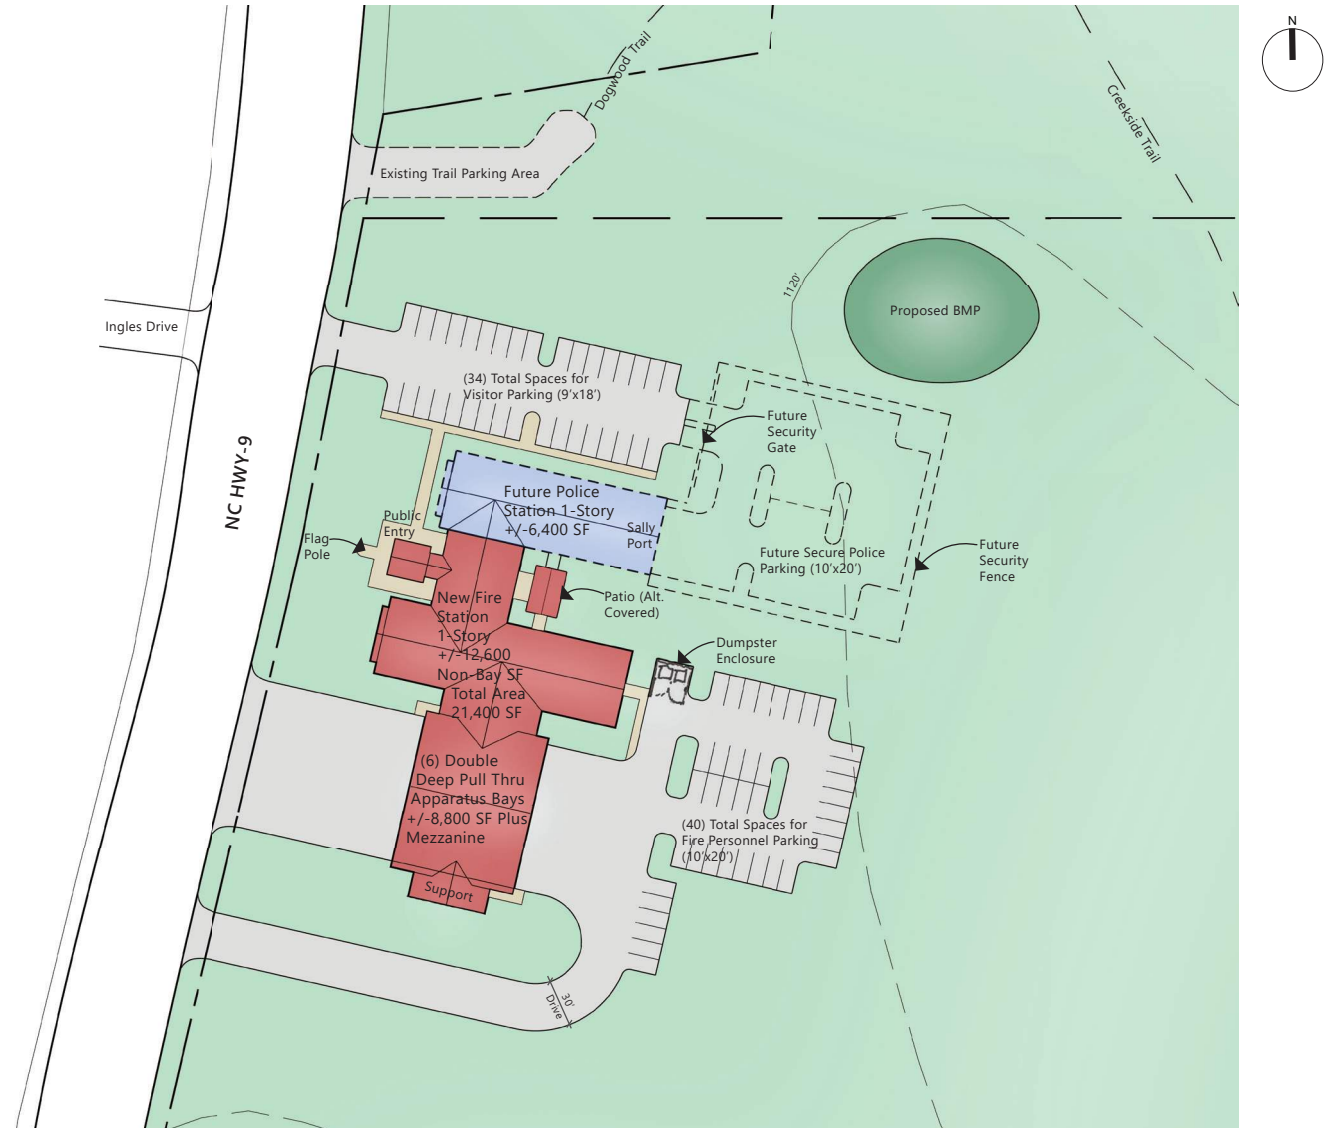 N
Dogwood Trail
Creekside Trail
Existing Trail Parking Area
1120'
Proposed BMP
Ingles Drive
(34) Total Spaces for
Visitor Parking (9'x18')
Future
Security
Gate
NC HWY-9
Future Police
Station 1-Story
+/-6,400 SF
Sally
Port
Public
Entry
Flag
Pole
Future Secure Police
Parking (10'x20')
Future
Security
Fence
Patio (Alt.
Covered)
New Fire
Station
1-Story
+/-12,600
Non-Bay SF
Total Area
21,400 SF
Dumpster
Enclosure
(6) Double
Deep Pull Thru
Apparatus Bays
+/-8,800 SF Plus
Mezzanine
(40) Total Spaces for
Fire Personnel Parking
(10'x20')
Support
30'
Drive